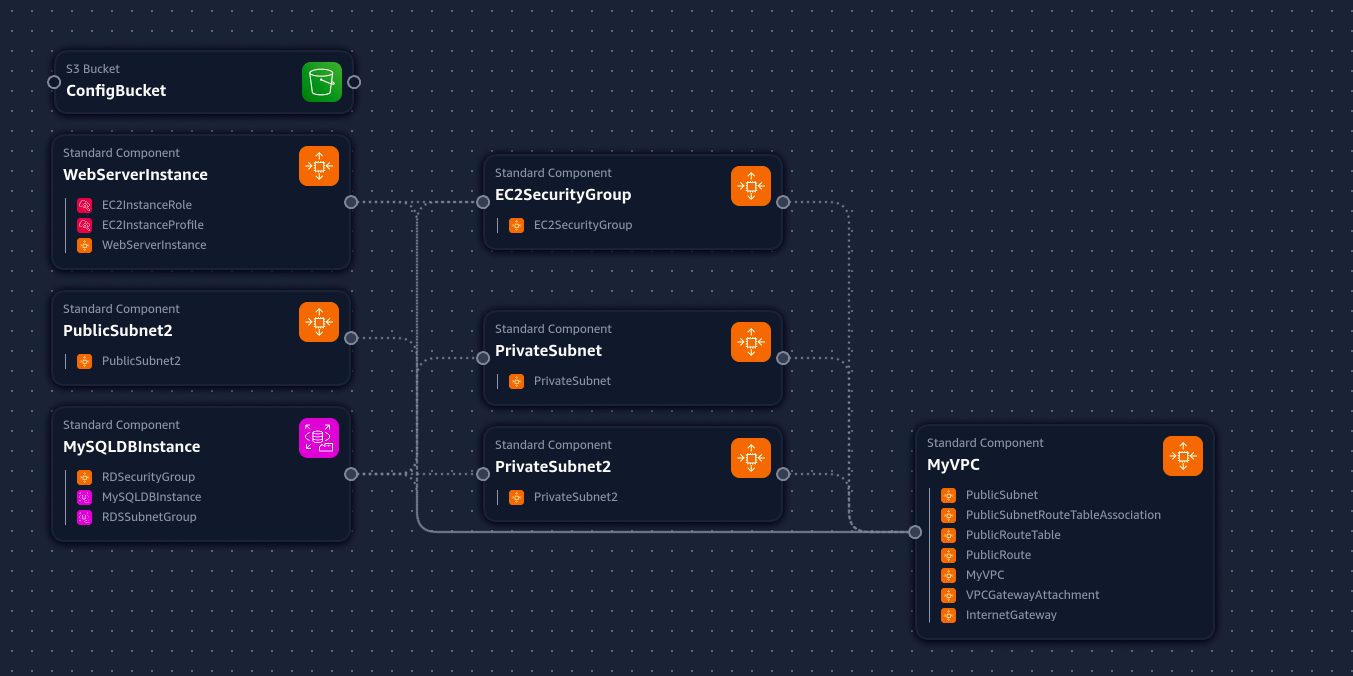 S3 Bucket
ConfigBucket
Standard Component
WebServerInstance
EC2InstanceRole
EC2InstanceProfile
WebServerInstance
Standard Component
PublicSubnet2
PublicSubnet2
Standard Component
MySQLDBInstance
RDSecurityGroup
MySQLDBInstance
RDSSubnetGroup
Standard Component
EC2SecurityGroup
EC2SecurityGroup
Standard Component
PrivateSubnet
PrivateSubnet
Standard Component
PrivateSubnet2
PrivateSubnet2
Standard Component
MyVPC
PublicSubnet
PublicSubnetRouteTableAssociation
PublicRouteTable
PublicRoute
MyVPC
VPCGatewayAttachment
InternetGateway